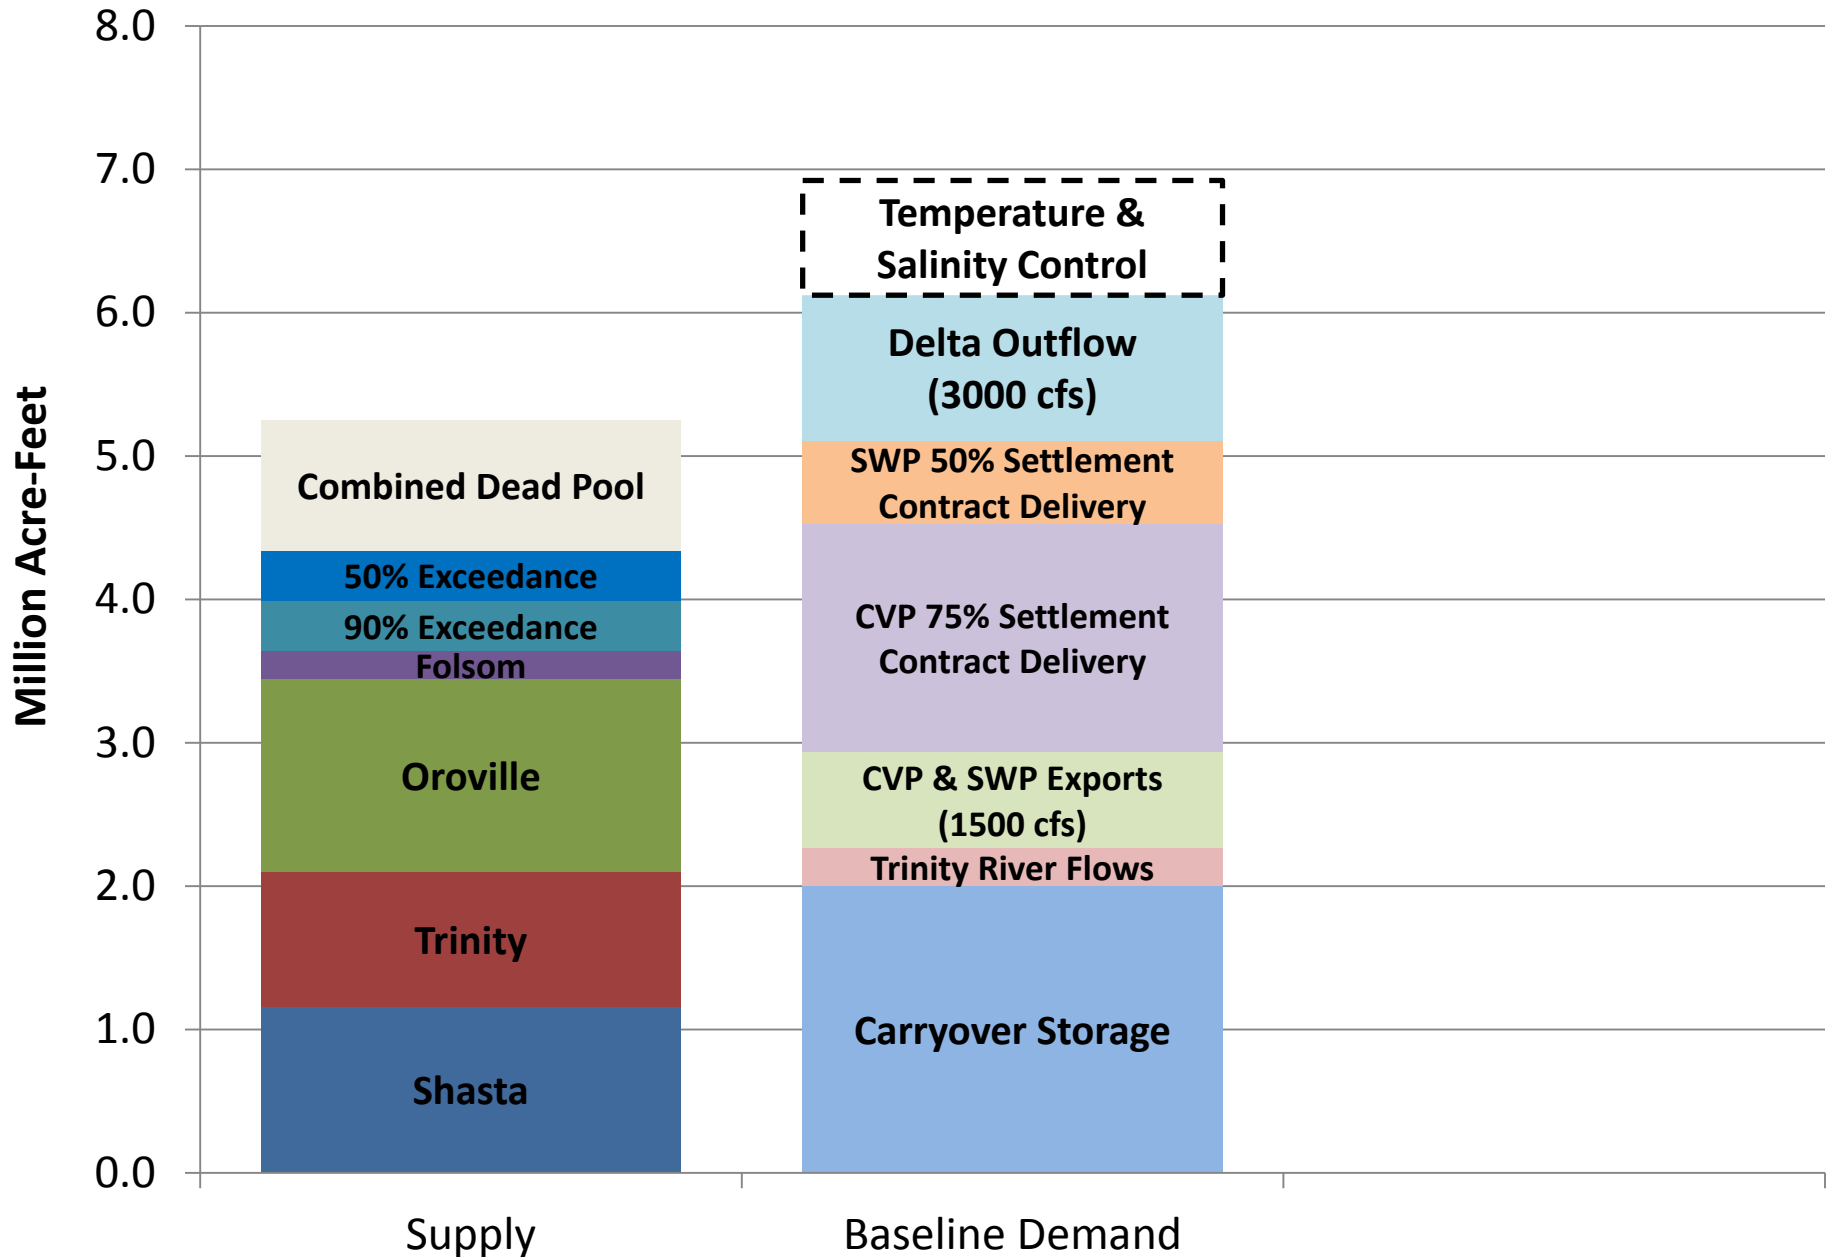 8.0
7.0
6.0
5.0
4.0
3.0
2.0
1.0
0.0
Million Acre-Feet
Combined Dead Pool
50% Exceedance
90% Exceedance
Folsom
Oroville
Trinity
Shasta
Temperature &
Salinity Control
Delta Outflow
(3000 cfs)
SWP 50% Settlement
Contract Delivery
CVP 75% Settlement
Contract Delivery
CVP & SWP Exports
(1500 cfs)
Trinity River Flows
Carryover Storage
Supply
Baseline Demand